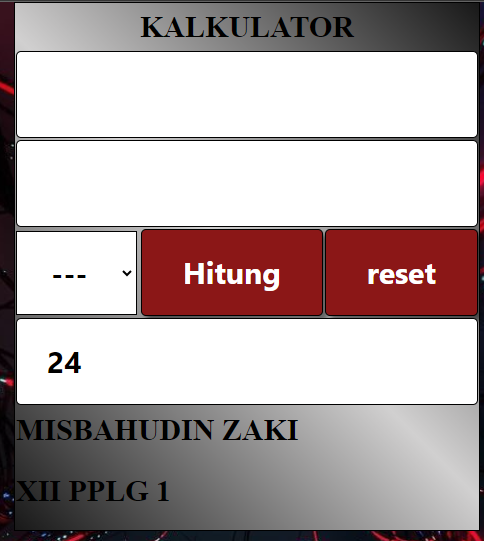 KALKULATOR
--- Hitung reset
24
MISBAHUDIN ZAKI
XII PPLG 1